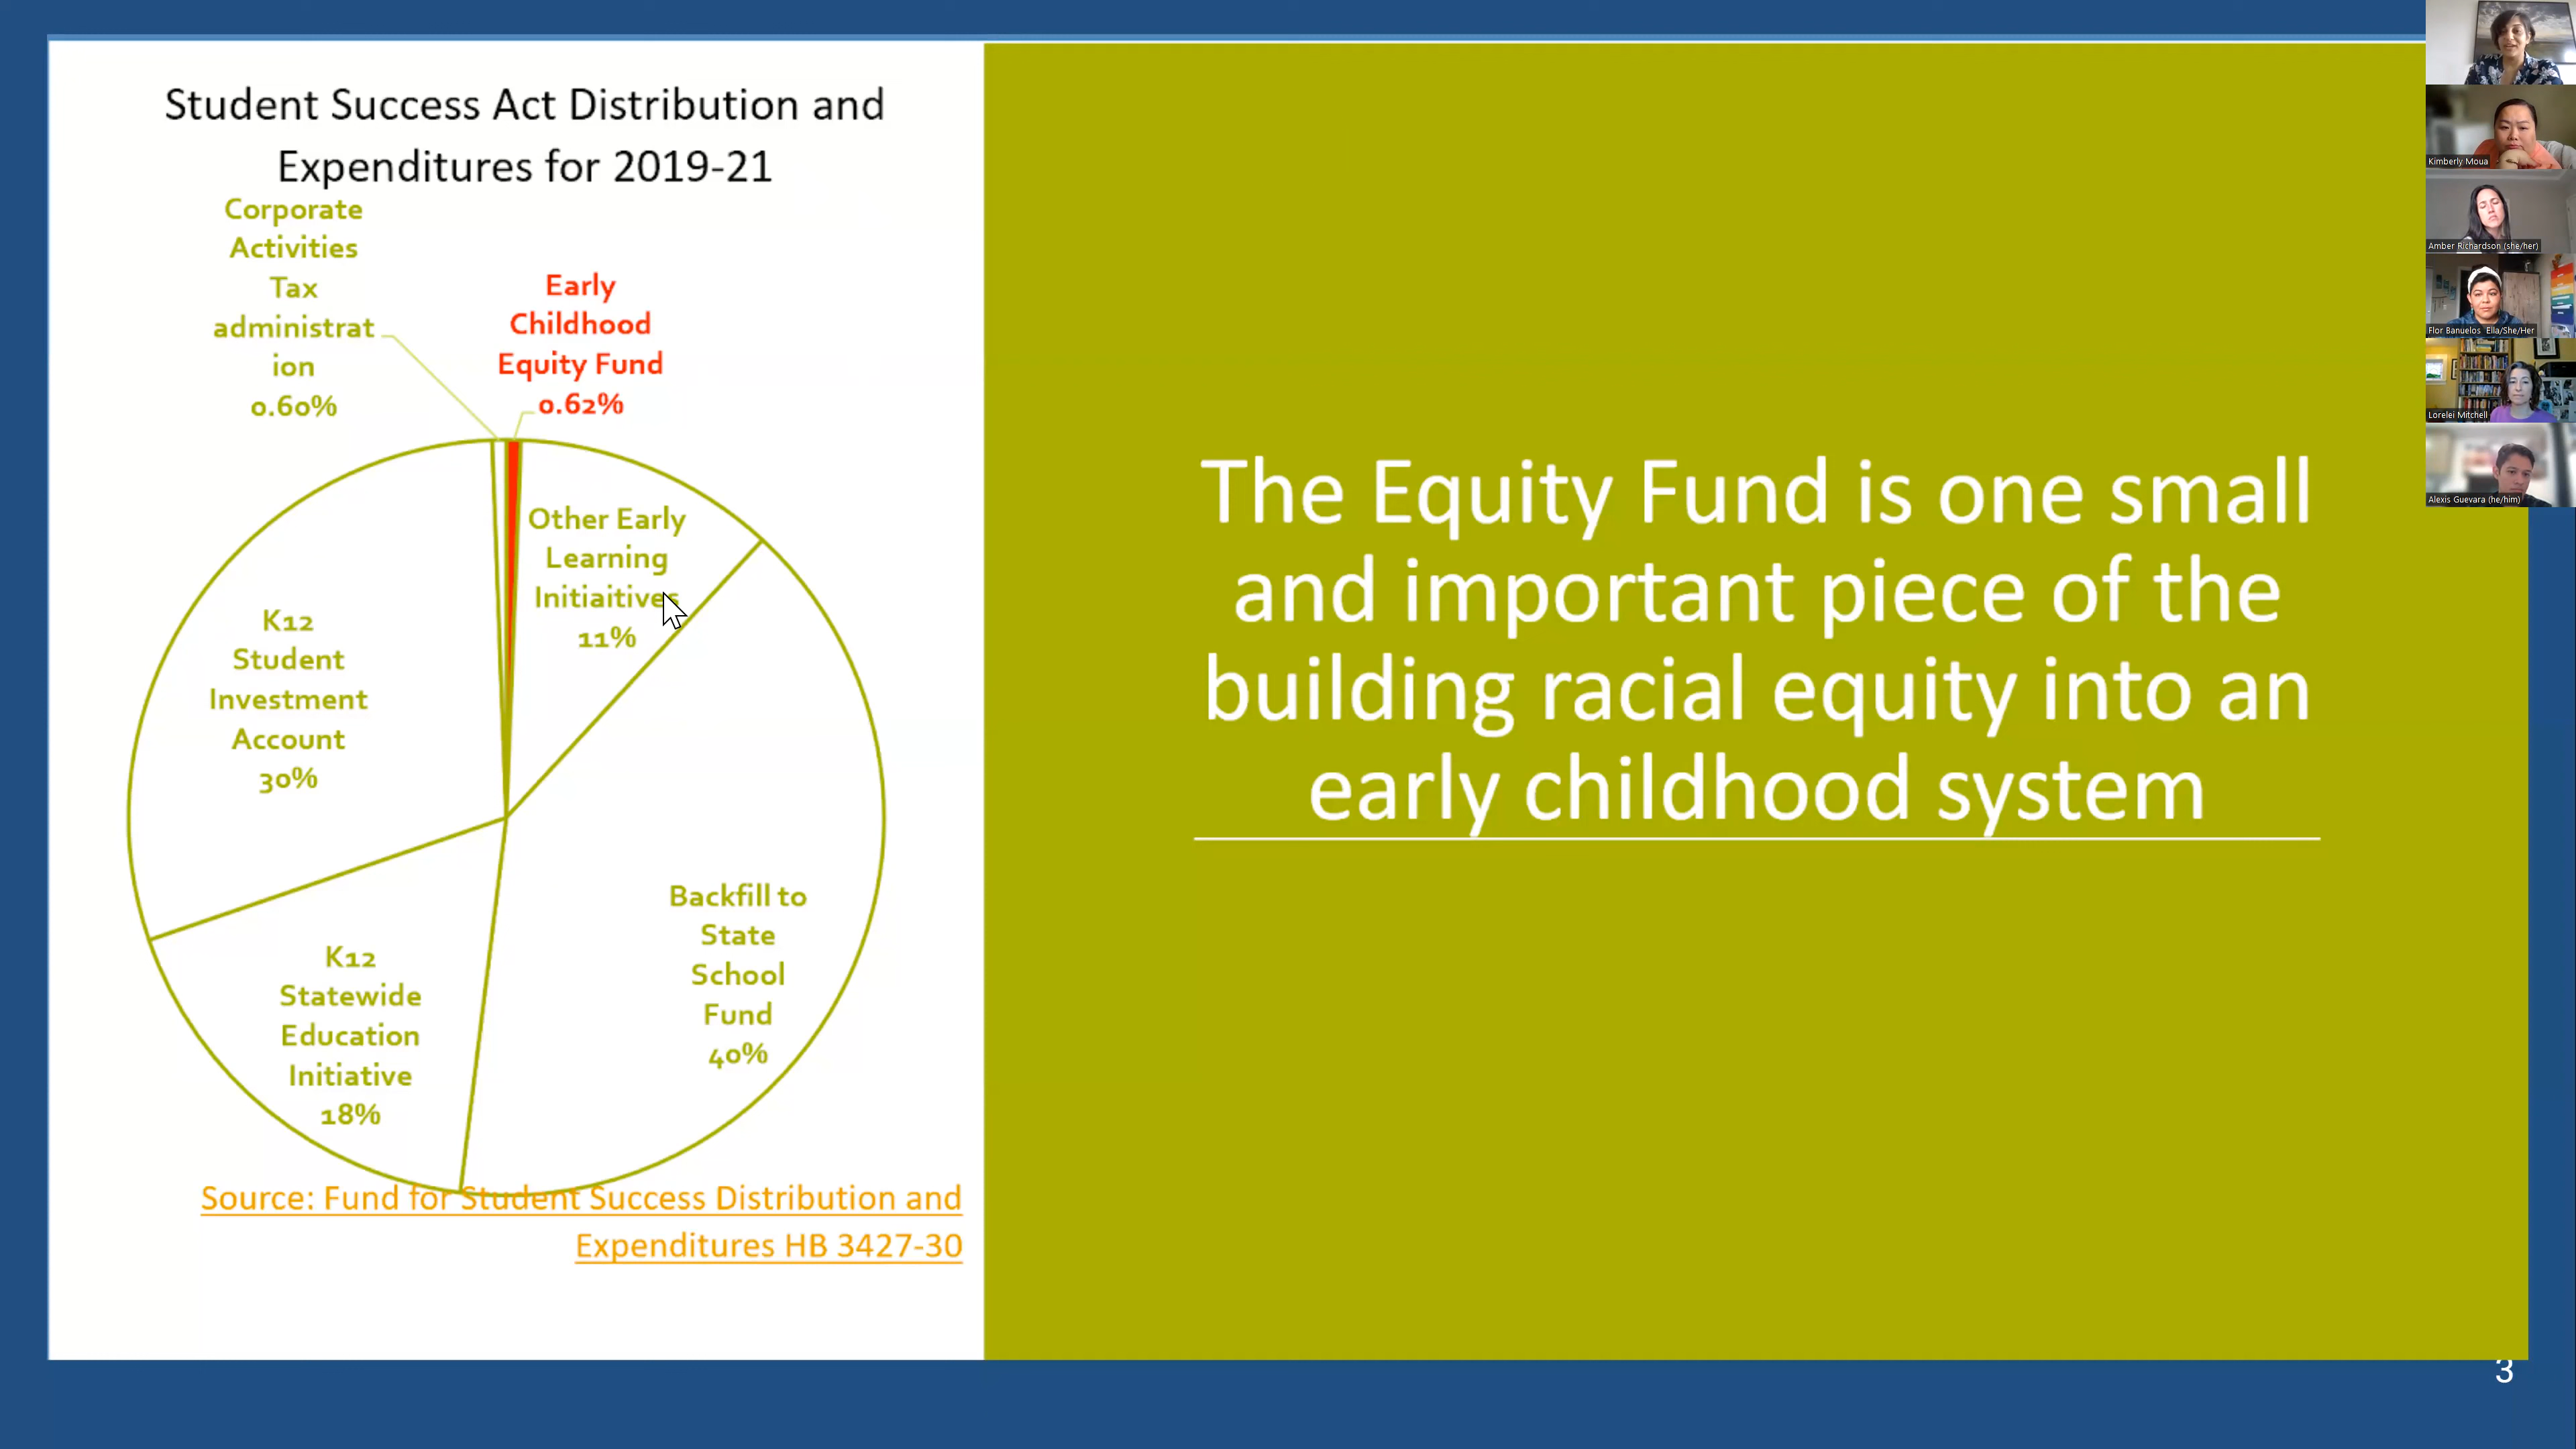 Student Success Act Distribution and
Expenditures for 2019-21
Corporate
Activities
Tax
administrat
ion
0.60%
Early
Childhood
Equity Fund
0.62%
Other Early
Learning
Initiaitives
11%
K12
Student
Investment
Account
30%
Backfill to
State
School
Fund
40%
K12
Statewide
Education
Initiative
18%
Source: Fund for Student Success Distribution and
Expenditures HB 3427-30
The Equity Fund is one small
and important piece of the
building racial equity into an
early childhood system
3
Kimberly Moua
Amber Richardson (she/her)
Flor Banuelos Ella/She/Her
Lorelei Mitchell
Alexis Guevara (he/him)